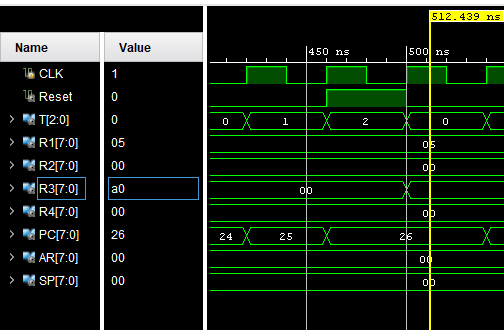 512.439 ns
Name Value 450 ns 500 ns
CLK 1
Reset 0
T[2:0] 0 0 1 2 0
R1[7:0] 05 05
R2[7:0] 00 00
R3[7:0] a0 00
R4[7:0] 00 00
PC[7:0] 26 24 25 26
AR[7:0] 00 00
SP[7:0] 00 00